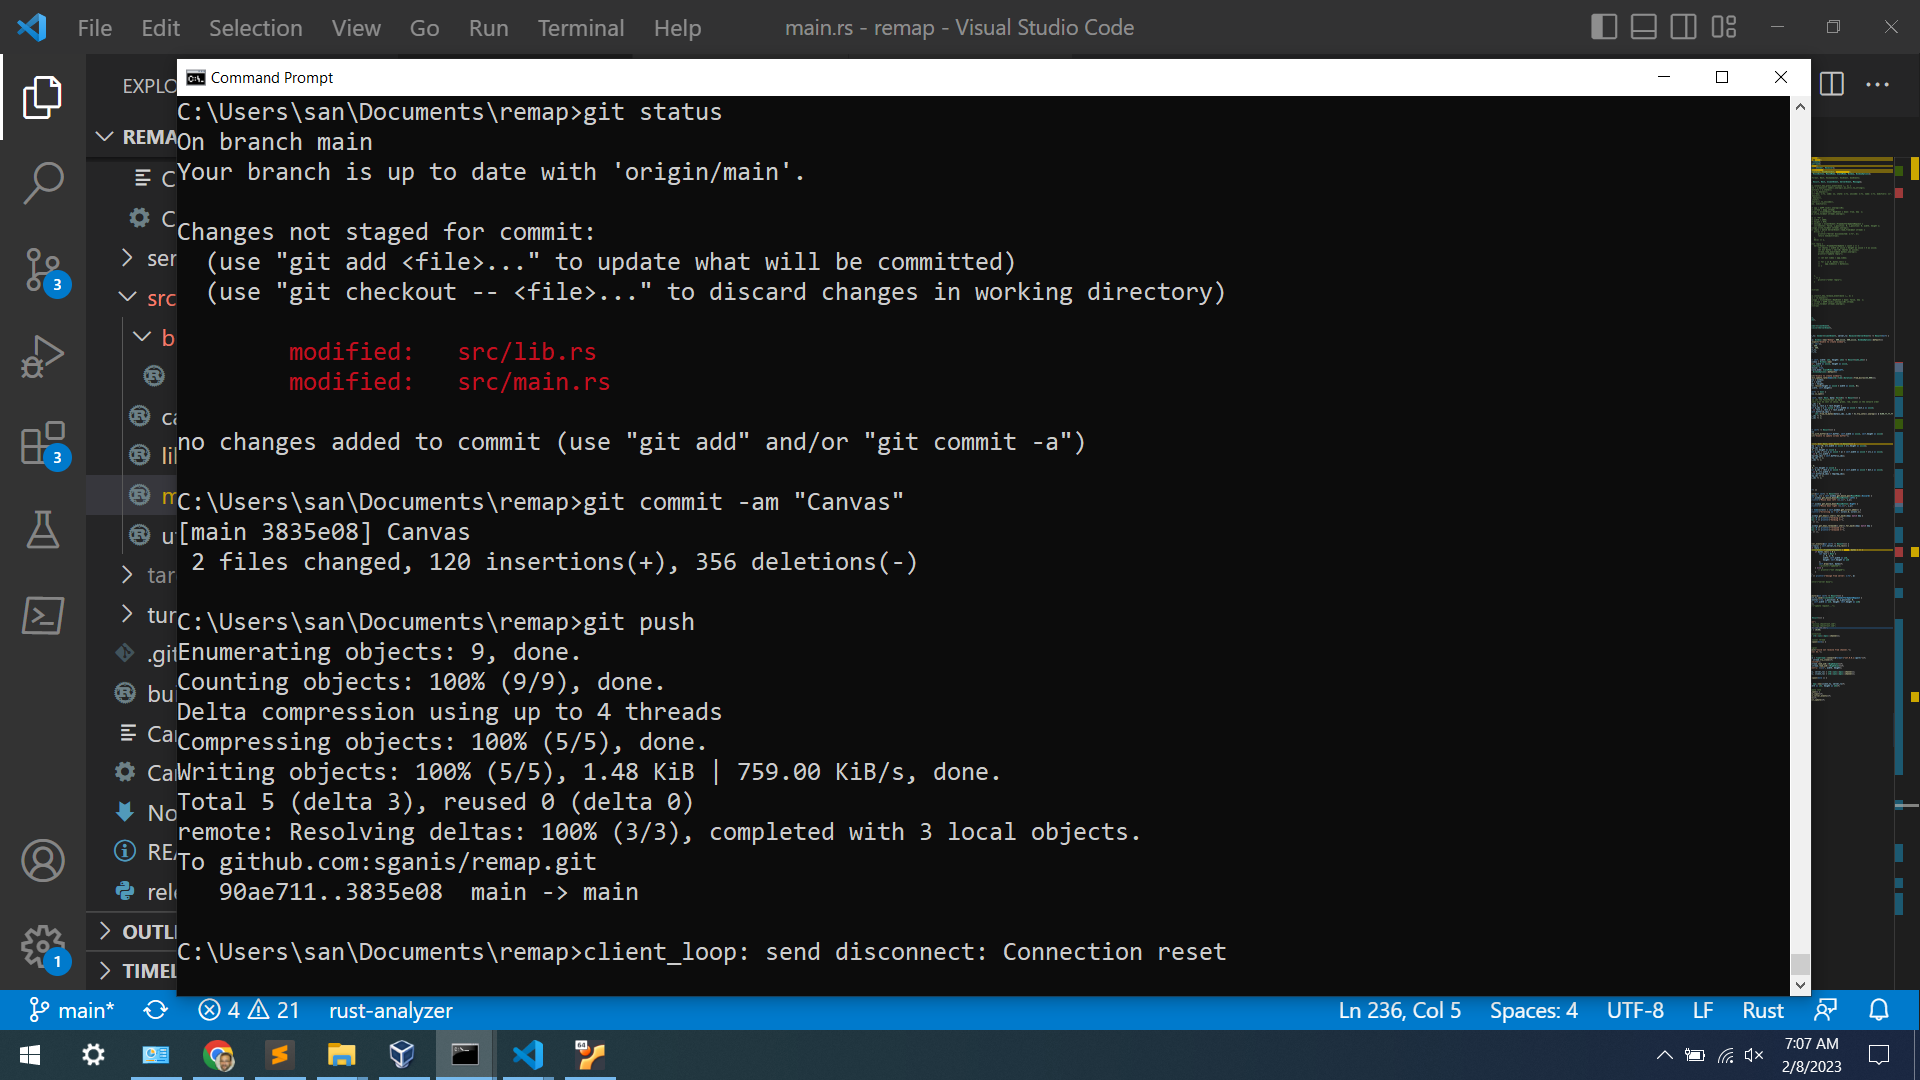 File Edit Selection View Go Run Terminal Help
main.rs - remap - Visual Studio Code
EXPLO
REMA
C
C
ser
src
b
ca
li
m
u
tar
tur
.git
bu
Car
Car
No
REA
rele
OUTLI
TIMEL
3
3
1
Command Prompt
C:\Users\san\Documents\remap>git status
On branch main
Your branch is up to date with 'origin/main'.
Changes not staged for commit:
(use "git add <file>..." to update what will be committed)
(use "git checkout -- <file>..." to discard changes in working directory)
modified: src/lib.rs
modified: src/main.rs
no changes added to commit (use "git add" and/or "git commit -a")
C:\Users\san\Documents\remap>git commit -am "Canvas"
[main 3835e08] Canvas
2 files changed, 120 insertions(+), 356 deletions(-)
C:\Users\san\Documents\remap>git push
Enumerating objects: 9, done.
Counting objects: 100% (9/9), done.
Delta compression using up to 4 threads
Compressing objects: 100% (5/5), done.
Writing objects: 100% (5/5), 1.48 KiB | 759.00 KiB/s, done.
Total 5 (delta 3), reused 0 (delta 0)
remote: Resolving deltas: 100% (3/3), completed with 3 local objects.
To github.com:sganis/remap.git
90ae711..3835e08 main -> main
C:\Users\san\Documents\remap>client_loop: send disconnect: Connection reset
main* 4 21 rust-analyzer
Ln 236, Col 5 Spaces: 4 UTF-8 LF Rust
64
7:07 AM
2/8/2023